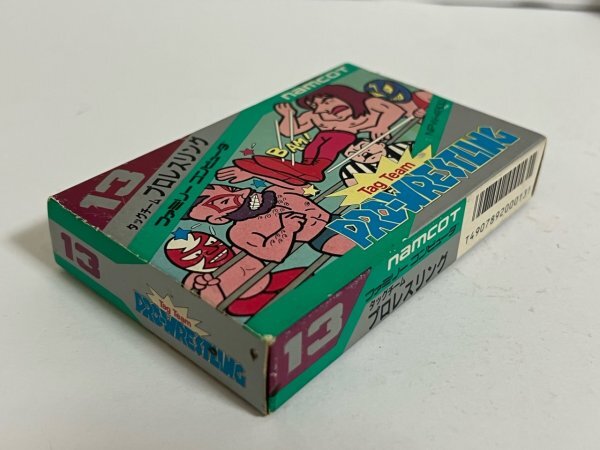 namcot
BAM!
Tag Team
PRO-WRESTLING
13
タッグチーム プロレスリング
ファミリーコンピュータ
13
Tag Team
PRO-WRESTLING
13
namcot
ファミリーコンピュータ
タッグチーム
プロレスリング
T4907892000131